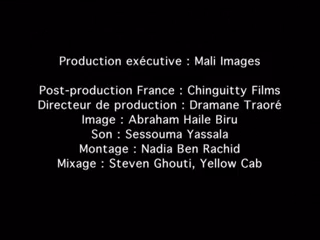 Production exécutive : Mali Images
Post-production France : Chinguitty Films
Directeur de production : Dramane Traoré
Image : Abraham Haile Biru
Son : Sessouma Yassala
Montage : Nadia Ben Rachid
Mixage : Steven Ghouti, Yellow Cab